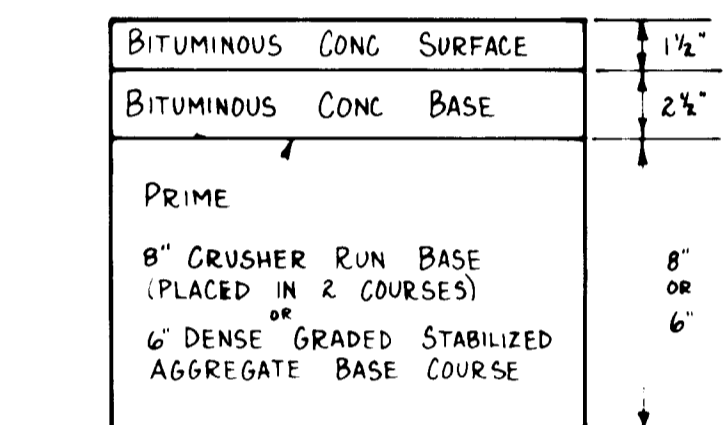 BITUMINOUS CONC SURFACE 1½"
BITUMINOUS CONC BASE 2½"
PRIME
8" CRUSHER RUN BASE 8"
(PLACED IN 2 COURSES) OR
OR
6" DENSE GRADED STABILIZED 6"
AGGREGATE BASE COURSE